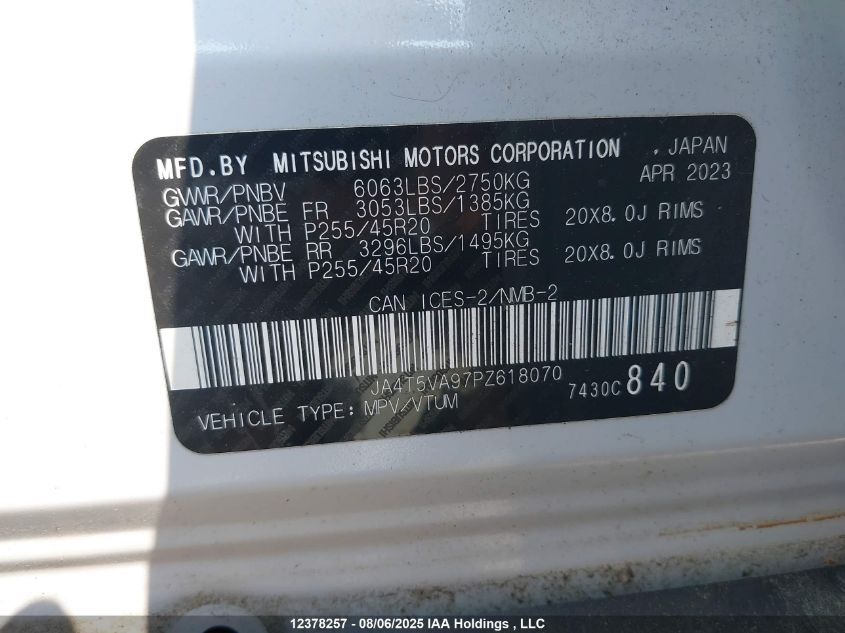 MFD.BY MITSUBISHI MOTORS CORPORATION , JAPAN
GVWR/PNBV 6063LBS/2750KG APR 2023
GAWR/PNBE FR 3053LBS/1385KG
WITH P255/45R20 TIRES 20X8.0J RIMS
GAWR/PNBE RR 3296LBS/1495KG
WITH P255/45R20 TIRES 20X8.0J RIMS
CAN ICES-2/NMB-2
JA4T5VA97PZ618070
VEHICLE TYPE: MPV/VTUM 7430C 840
12378257 - 08/06/2025 IAA Holdings , LLC